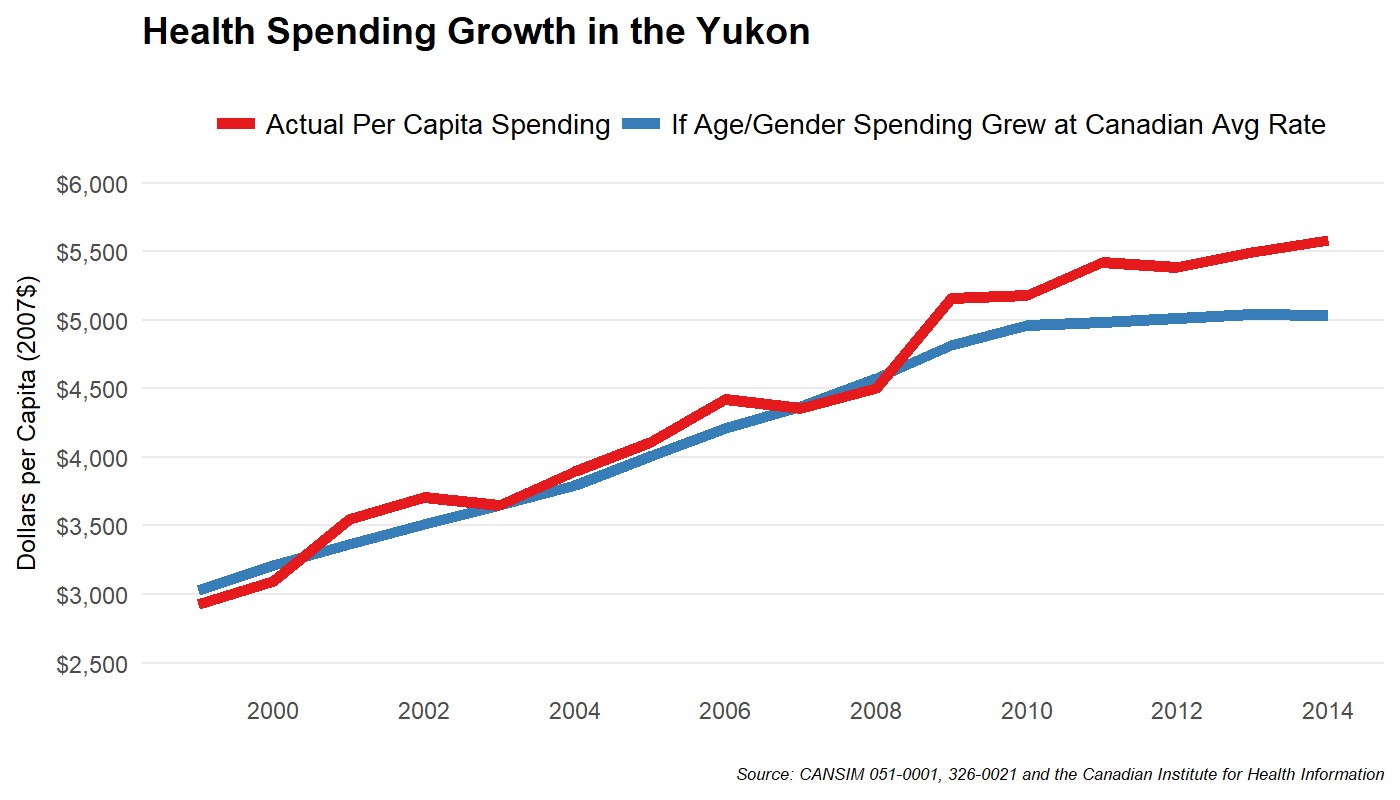 Health Spending Growth in the Yukon
Actual Per Capita Spending
If Age/Gender Spending Grew at Canadian Avg Rate
Dollars per Capita (2007$)
$6,000
$5,500
$5,000
$4,500
$4,000
$3,500
$3,000
$2,500
2000 2002 2004 2006 2008 2010 2012 2014
Source: CANSIM 051-0001, 326-0021 and the Canadian Institute for Health Information